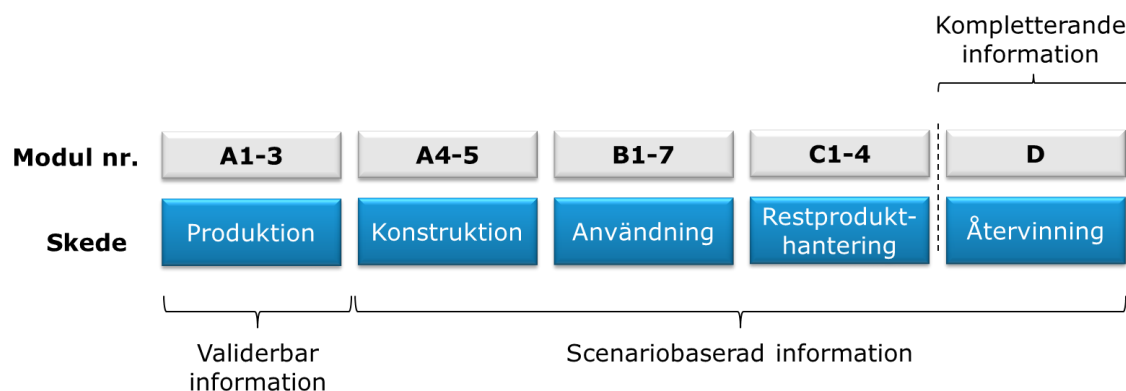 Kompletterande
information
Modul nr. A1-3 A4-5 B1-7 C1-4 D
Skede Produktion Konstruktion Användning Restprodukt-
hantering Återvinning
Validerbar
information
Scenariobaserad information